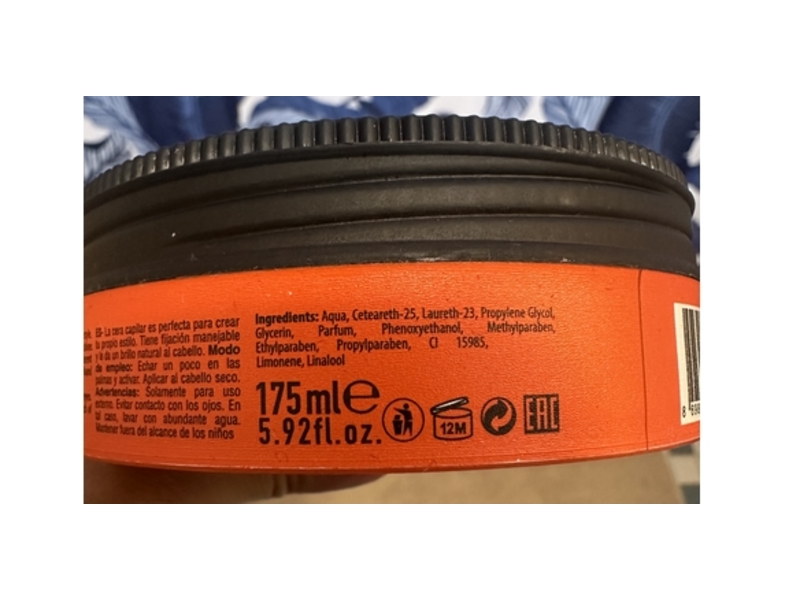 ES- La cera capilar es perfecta para crear
tu propio estilo. Tiene fijación manejable
y le da un brillo natural al cabello. Modo
de empleo: Echar un poco en las
palmas y activar. Aplicar al cabello seco.
Advertencias: Solamente para uso
externo. Evitar contacto con los ojos. En
tal caso, lavar con abundante agua.
Mantener fuera del alcance de los niños
Ingredients: Aqua, Ceteareth-25, Laureth-23, Propylene Glycol,
Glycerin, Parfum, Phenoxyethanol, Methylparaben,
Ethylparaben, Propylparaben, CI 15985,
Limonene, Linalool
175ml℮
5.92fl.oz.
12M
EAC